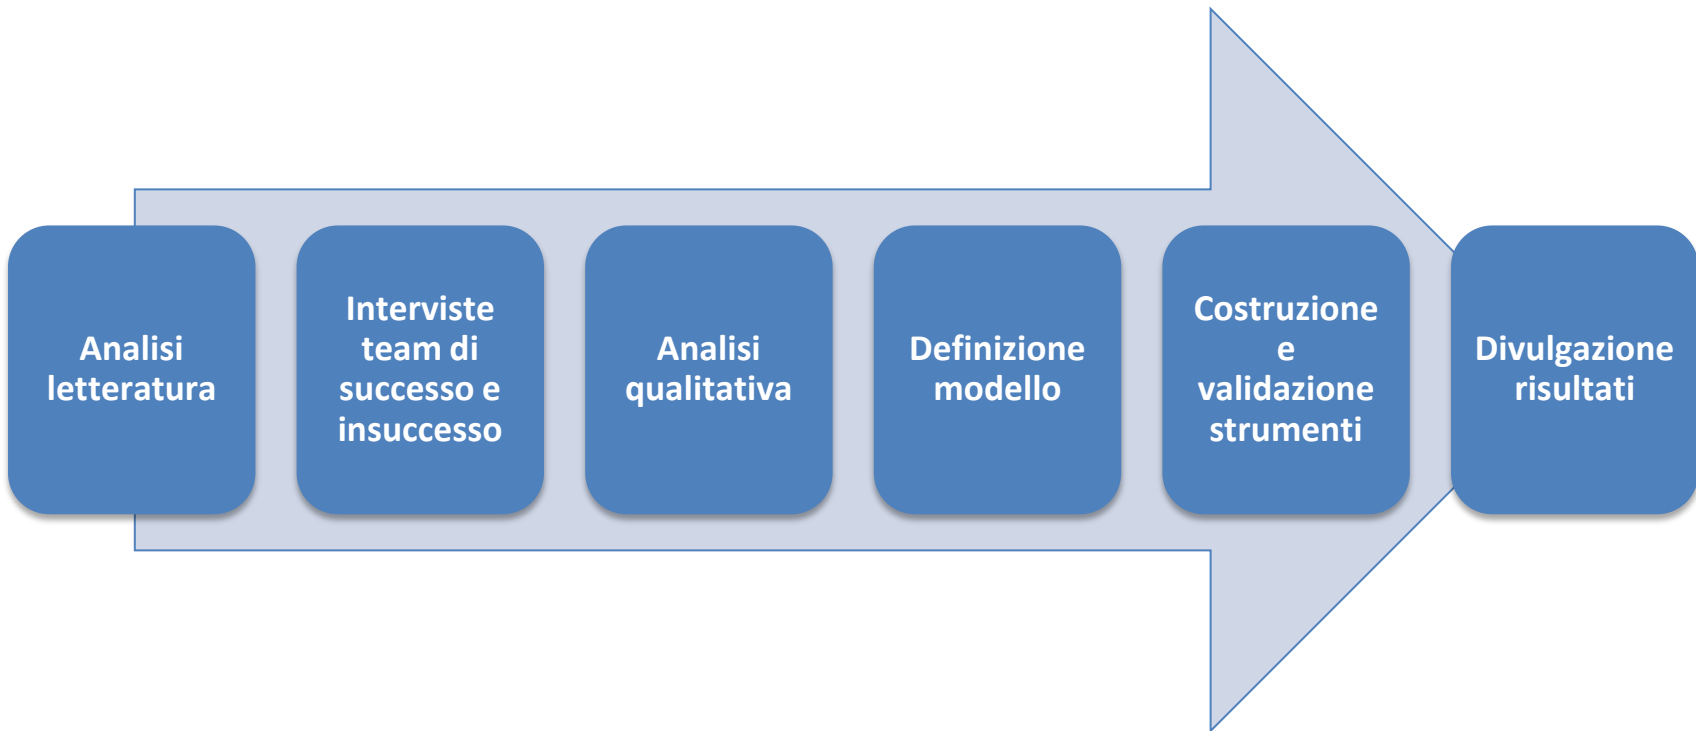 Analisi
letteratura
Interviste
team di
successo e
insuccesso
Analisi
qualitativa
Definizione
modello
Costruzione
e
validazione
strumenti
Divulgazione
risultati